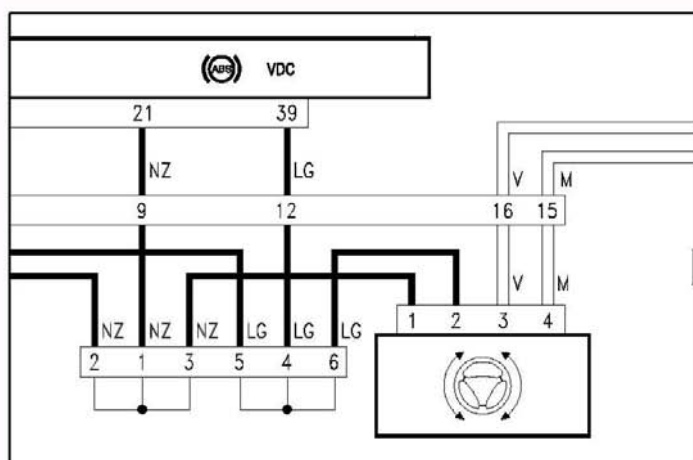 ABS VDC
21 39
NZ LG V M
9 12 16 15
V M
NZ NZ NZ LG LG LG
1 2 3 4
2 1 3 5 4 6